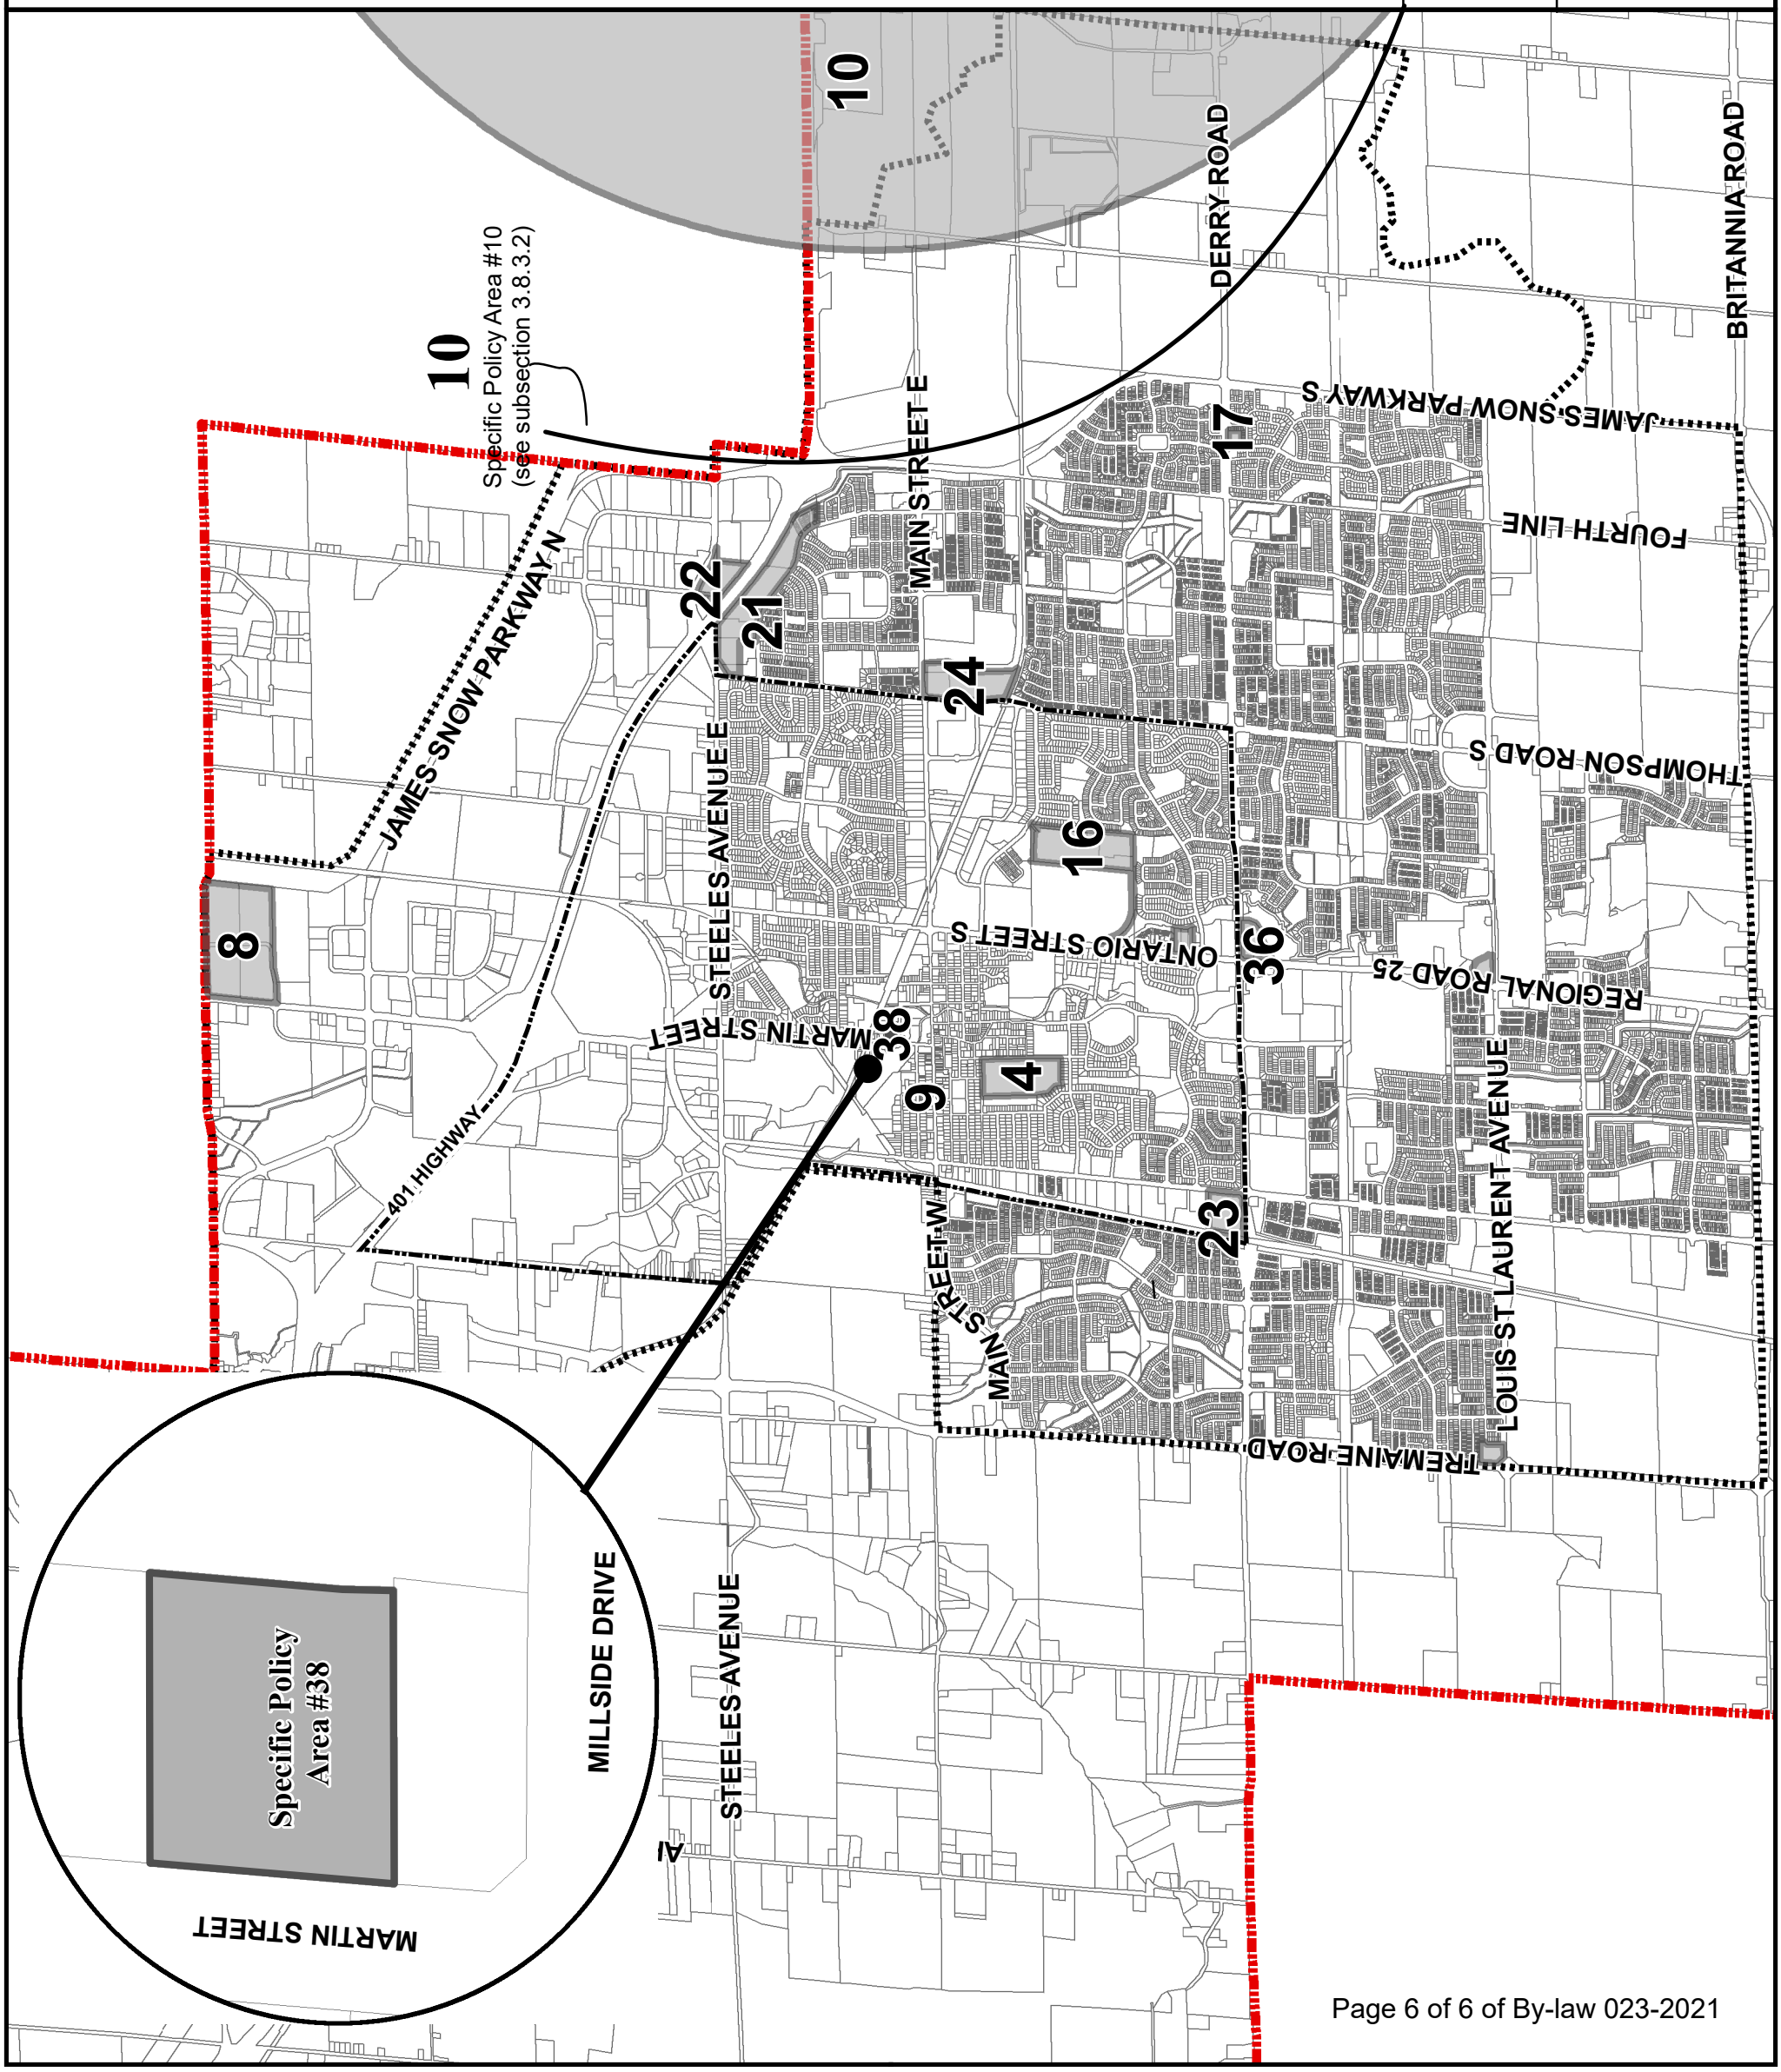 10
10
Specific Policy Area #10
(see subsection 3.8.3.2)
DERRY ROAD
BRITANNIA ROAD
JAMES SNOW PARKWAY S
17
MAIN STREET E
FOURTH LINE
JAMES SNOW PARKWAY N
22
21
24
THOMPSON ROAD S
STEELES AVENUE E
16
8
ONTARIO STREET S
36
REGIONAL ROAD 25
MARTIN STREET
38
9
4
401 HIGHWAY
23
MAIN STREET W
LOUIS ST LAURENT AVENUE
TREMAINE ROAD
STEELES AVENUE
Specific Policy
Area #38
MILLSIDE DRIVE
MARTIN STREET
Page 6 of 6 of By-law 023-2021